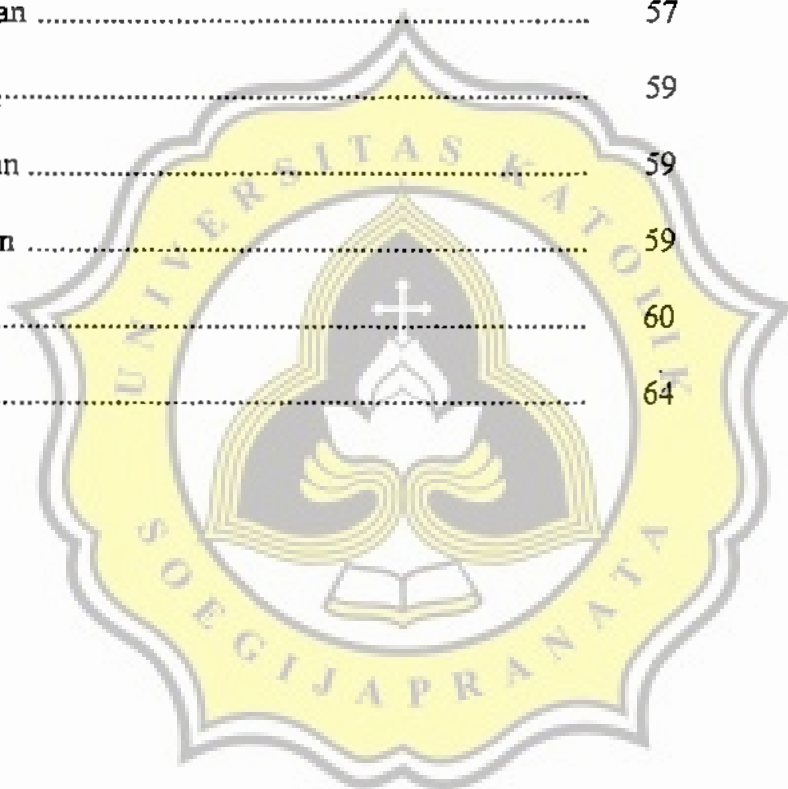 an ........................................................................ 57
........................................................................ 59
an ........................................................................ 59
n ........................................................................ 59
........................................................................ 60
........................................................................ 64
UNIVERSITAS KATOLIK
SOEGIJAPRANATA